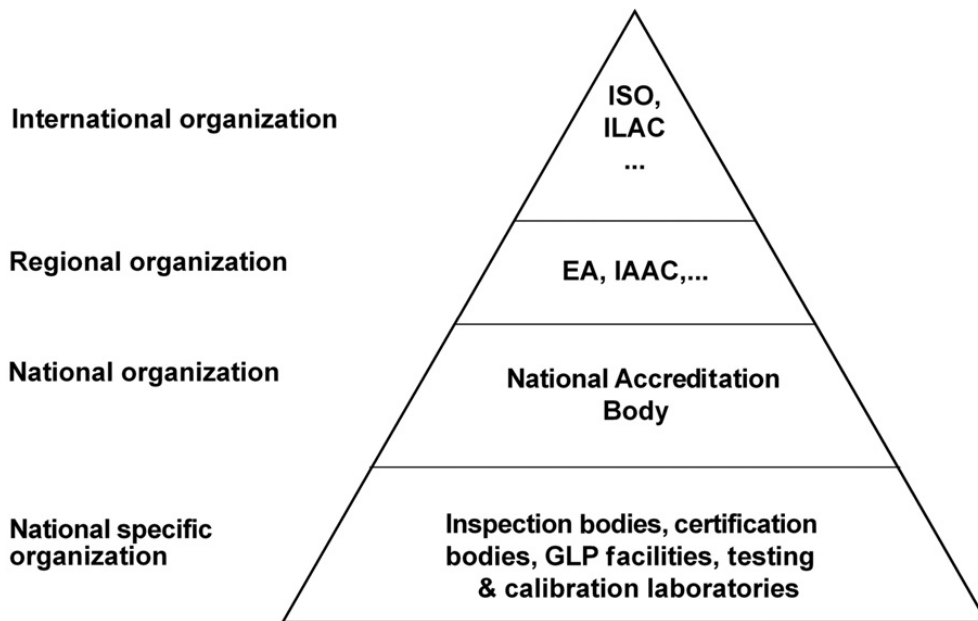 International organization
ISO,
ILAC
...
Regional organization
EA, IAAC,...
National organization
National Accreditation
Body
National specific
organization
Inspection bodies, certification
bodies, GLP facilities, testing
& calibration laboratories